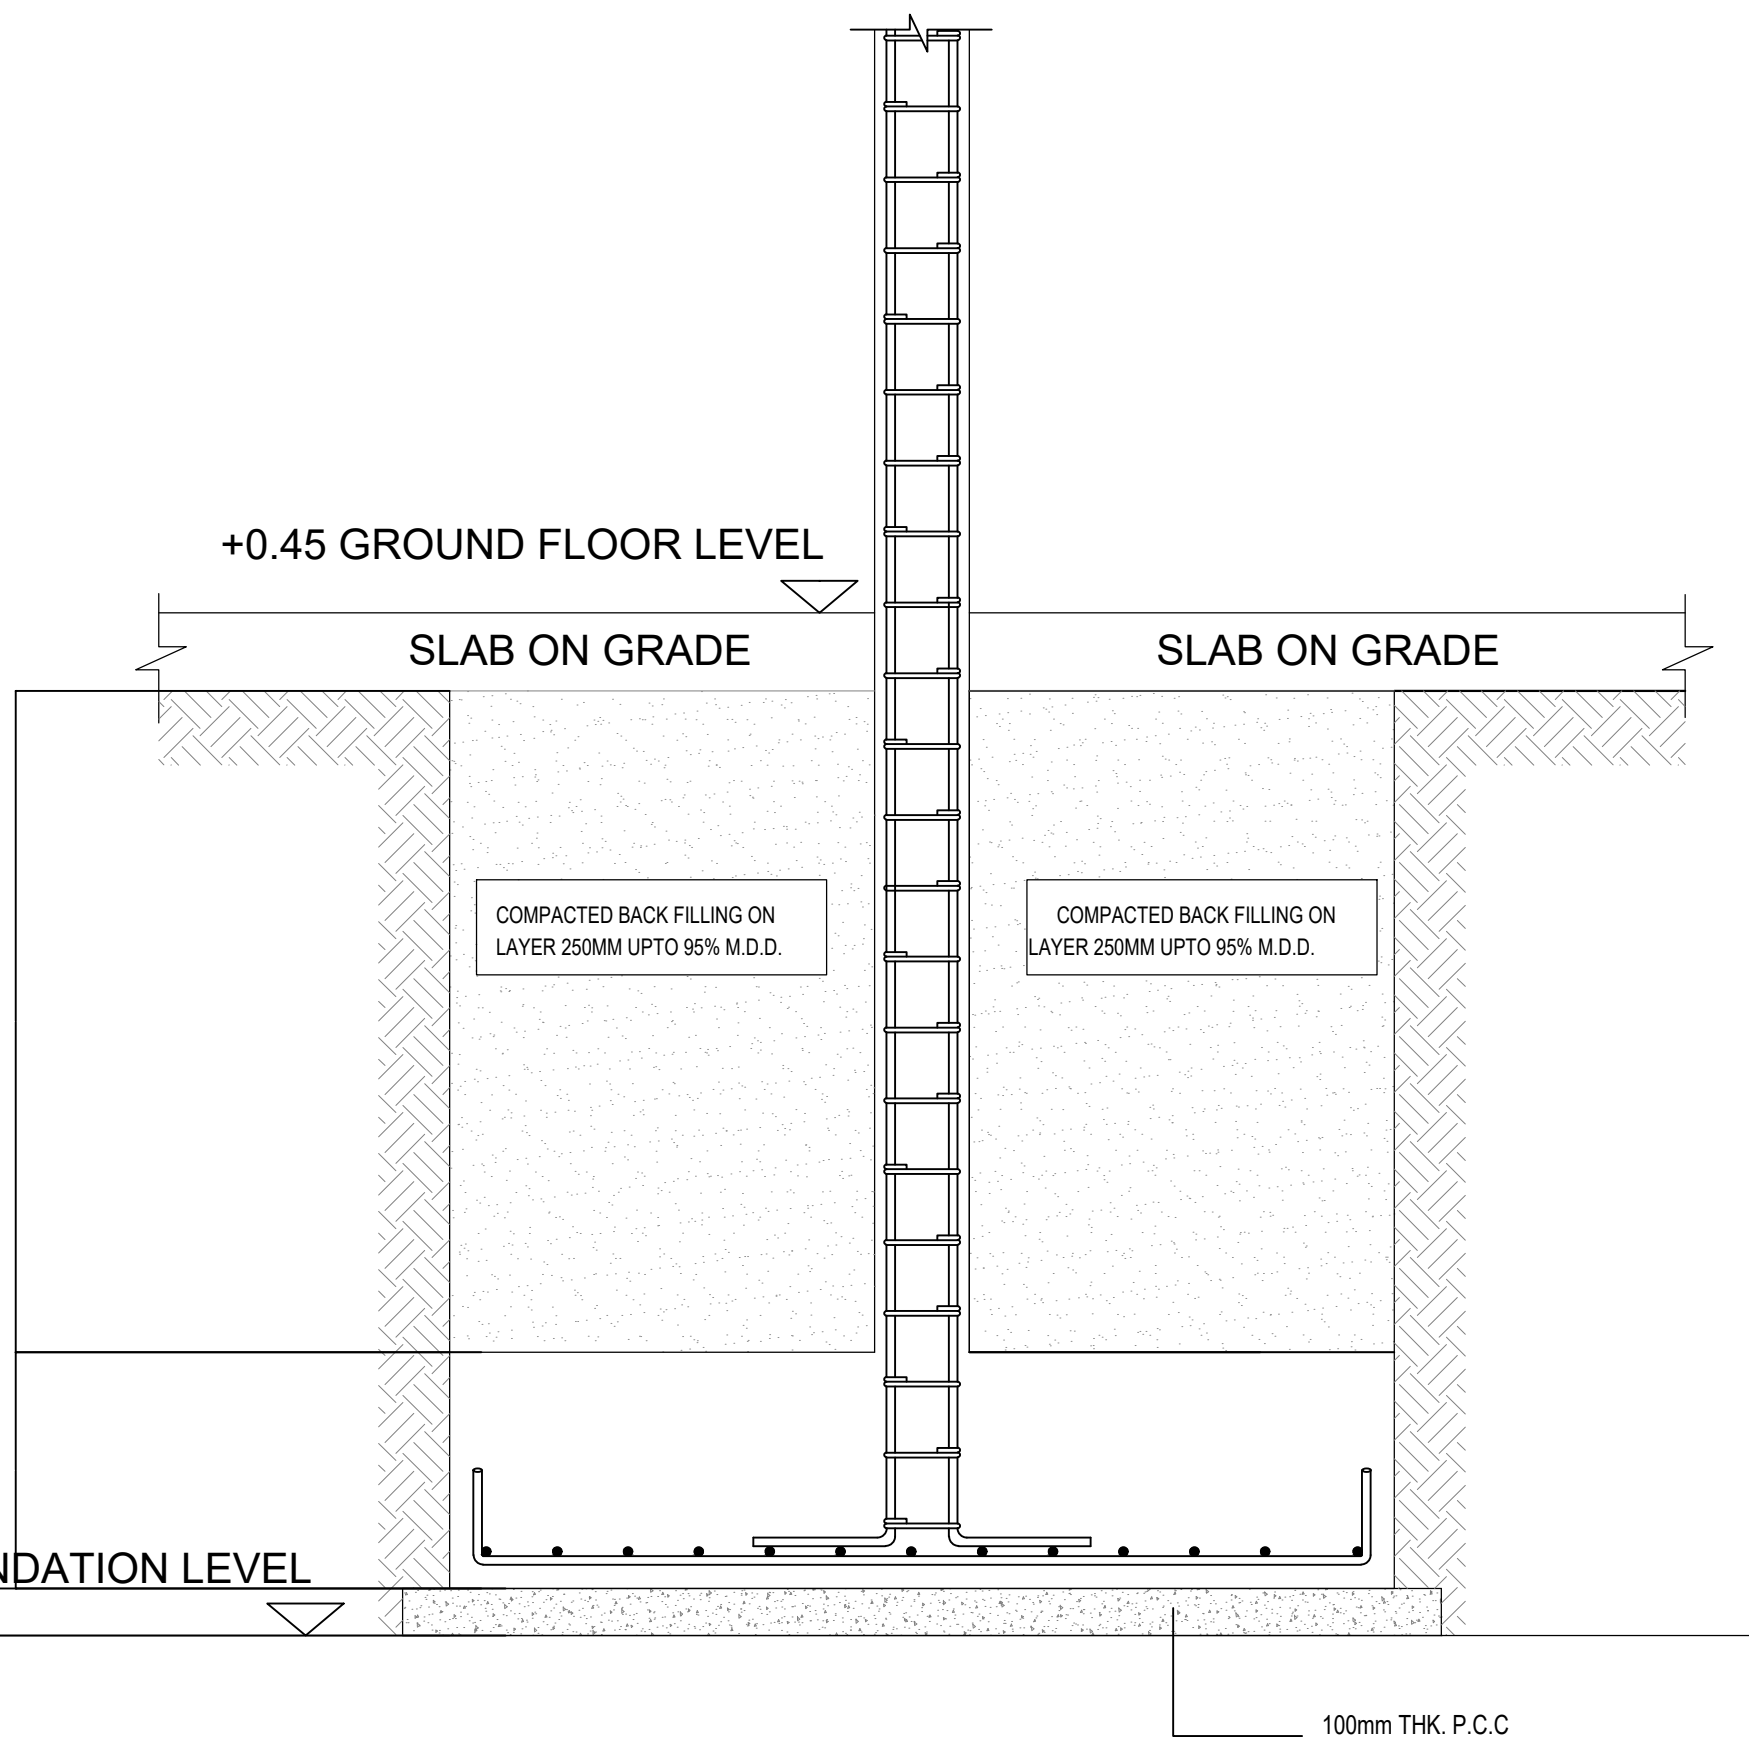 +0.45 GROUND FLOOR LEVEL
SLAB ON GRADE
SLAB ON GRADE
COMPACTED BACK FILLING ON
LAYER 250MM UPTO 95% M.D.D.
COMPACTED BACK FILLING ON
LAYER 250MM UPTO 95% M.D.D.
NDATION LEVEL
100mm THK. P.C.C